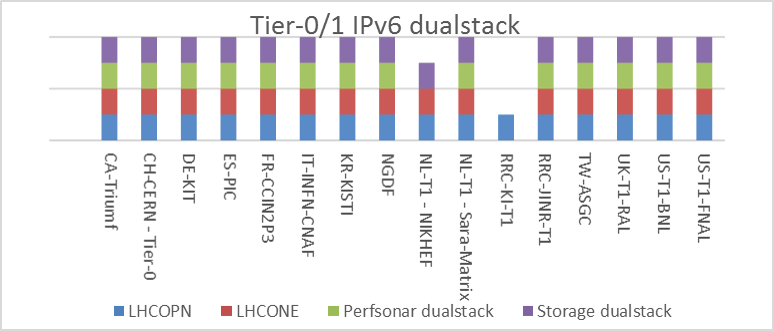 Tier-0/1 IPv6 dualstack
CA-Triumf
CH-CERN - Tier-0
DE-KIT
ES-PIC
FR-CCIN2P3
IT-INFN-CNAF
KR-KISTI
NGDF
NL-T1 - NIKHEF
NL-T1 - Sara-Matrix
RRC-KI-T1
RRC-JINR-T1
TW-ASGC
UK-T1-RAL
US-T1-BNL
US-T1-FNAL
LHCOPN LHCONE Perfsonar dualstack Storage dualstack